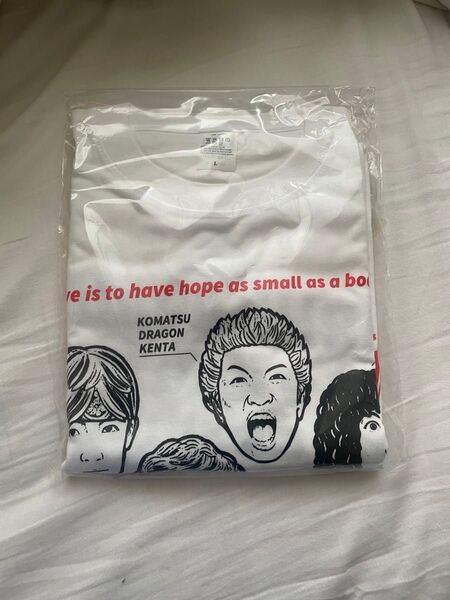 L
ve is to have hope as small as a bo
KOMATSU
DRAGON
KENTA